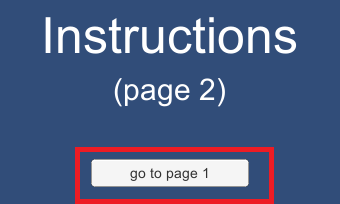 Instructions
(page 2)
go to page 1